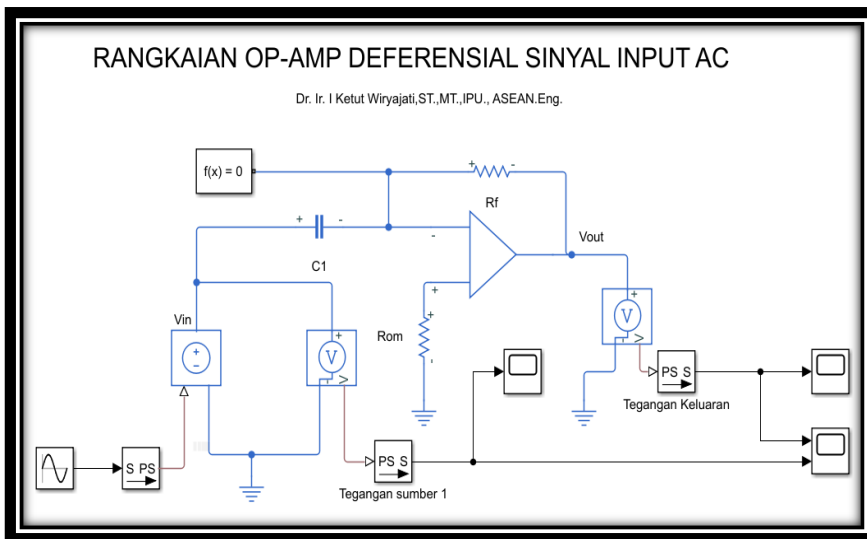 RANGKAIAN OP-AMP DEFERENSIAL SINYAL INPUT AC
Dr. Ir. I Ketut Wiryajati,ST.,MT.,IPU., ASEAN.Eng.
f(x) = 0
+ -
Rf
+ -
-
C1
Vout
+
Vin
+
Rom
-
+
-
+
V
-
+
V
-
PS S
Tegangan Keluaran
S PS
PS S
Tegangan sumber 1